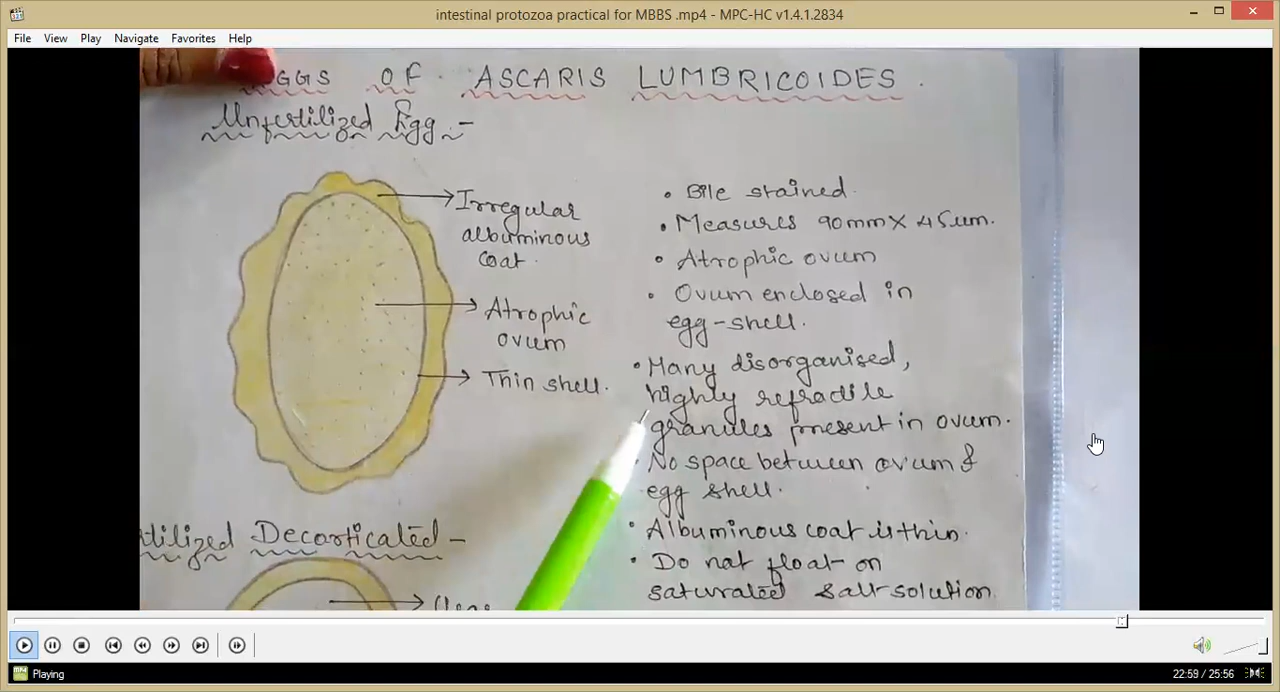 intestinal protozoa practical for MBBS .mp4 - MPC-HC v1.4.1.2834
File View Play Navigate Favorites Help
GGS OF ASCARIS LUMBRICOIDES.
Unfertilized Egg :-
Irregular
albuminous
coat.
Atrophic
ovum
Thin shell.
• Bile stained.
• Measures 90mm X 45um.
• Atrophic ovum
• Ovum enclosed in
egg-shell.
• Many disorganised,
highly refradile
granules present in ovum.
• No space between ovum &
egg shell.
• Albuminous coat is thin.
• Do not float on
saturated salt solution.
tilized Decorticated -
Playing
22:59 / 25:56